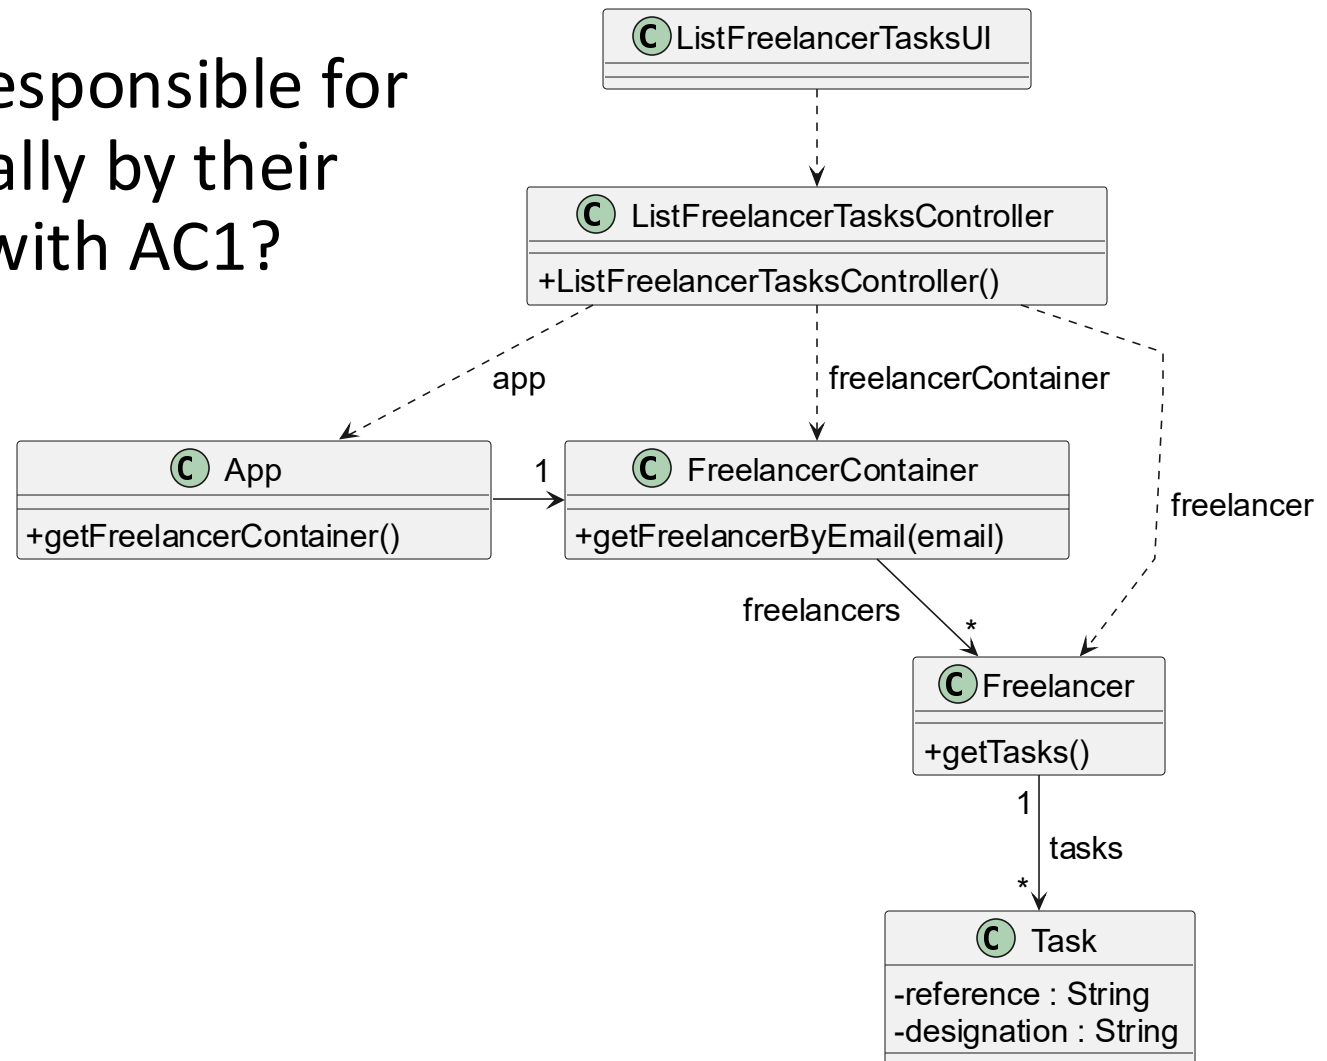 esponsible for
ally by their
with AC1?
C ListFreelancerTasksUI
C ListFreelancerTasksController
+ListFreelancerTasksController()
app
freelancerContainer
freelancer
C App
+getFreelancerContainer()
1
C FreelancerContainer
+getFreelancerByEmail(email)
freelancers
*
C Freelancer
+getTasks()
1
tasks
*
C Task
-reference : String
-designation : String